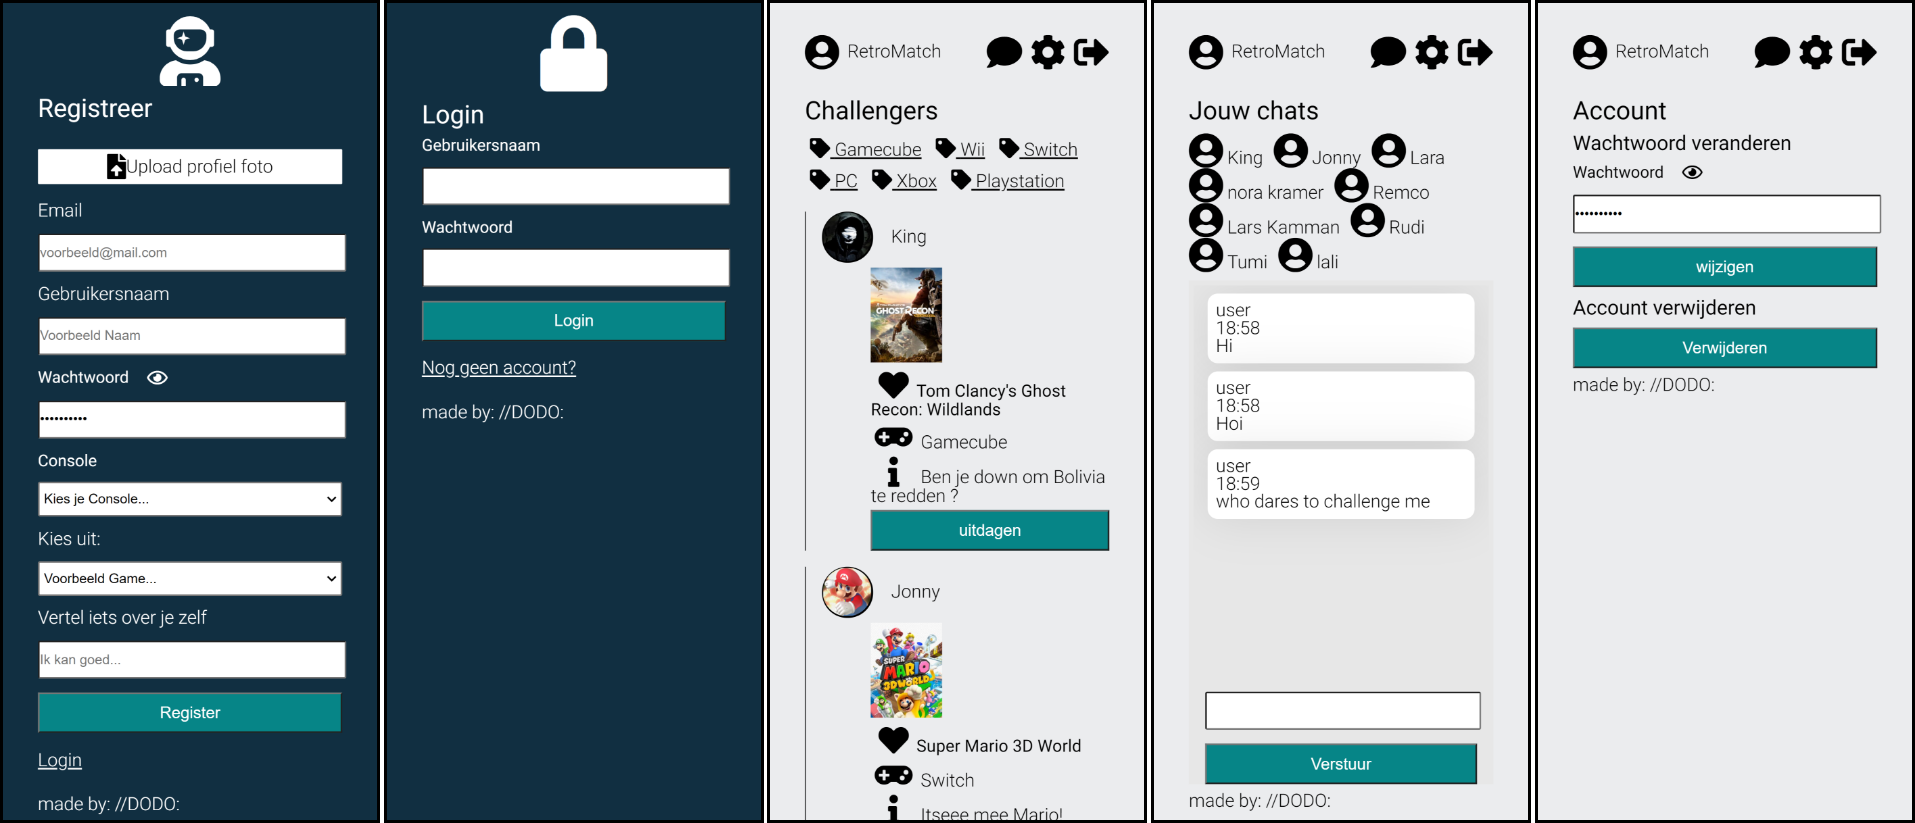 Registreer
Upload profiel foto
Email
voorbeeld@mail.com
Gebruikersnaam
Voorbeeld Naam
Wachtwoord
••••••••••
Console
Kies je Console...
Kies uit:
Voorbeeld Game...
Vertel iets over je zelf
Ik kan goed...
Register
Login
made by: //DODO:
Login
Gebruikersnaam
Wachtwoord
Login
Nog geen account?
made by: //DODO:
RetroMatch
Challengers
Gamecube Wii Switch
PC Xbox Playstation
King
GHOST RECON
Tom Clancy's Ghost
Recon: Wildlands
Gamecube
Ben je down om Bolivia
te redden ?
uitdagen
Jonny
SUPER
MARIO
3D WORLD
Super Mario 3D World
Switch
Itseee mee Mario!
RetroMatch
Jouw chats
King Jonny Lara
nora kramer Remco
Lars Kamman Rudi
Tumi lali
user
18:58
Hi
user
18:58
Hoi
user
18:59
who dares to challenge me
Verstuur
made by: //DODO:
RetroMatch
Account
Wachtwoord veranderen
Wachtwoord
••••••••••
wijzigen
Account verwijderen
Verwijderen
made by: //DODO: